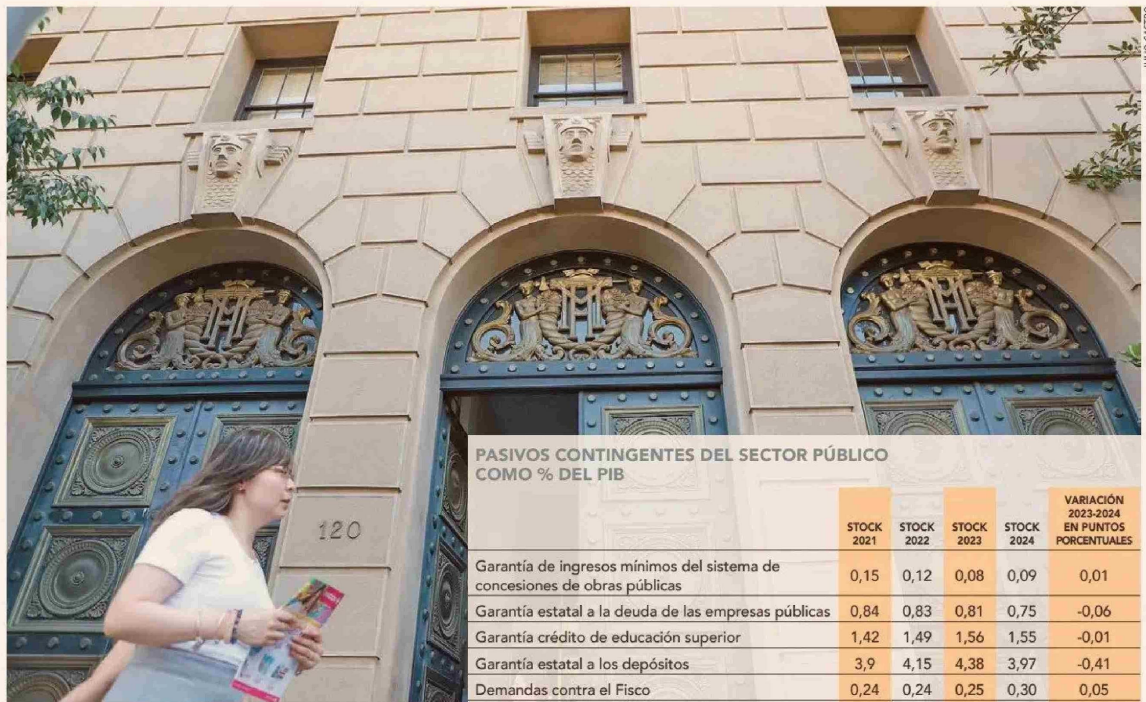 120
PASIVOS CONTINGENTES DEL SECTOR PÚBLICO
COMO % DEL PIB
STOCK 2021 STOCK 2022 STOCK 2023 STOCK 2024 VARIACIÓN 2023-2024 EN PUNTOS PORCENTUALES
Garantía de ingresos mínimos del sistema de
concesiones de obras públicas 0,15 0,12 0,08 0,09 0,01
Garantía estatal a la deuda de las empresas públicas 0,84 0,83 0,81 0,75 -0,06
Garantía crédito de educación superior 1,42 1,49 1,56 1,55 -0,01
Garantía estatal a los depósitos 3,9 4,15 4,38 3,97 -0,41
Demandas contra el Fisco 0,24 0,24 0,25 0,30 0,05